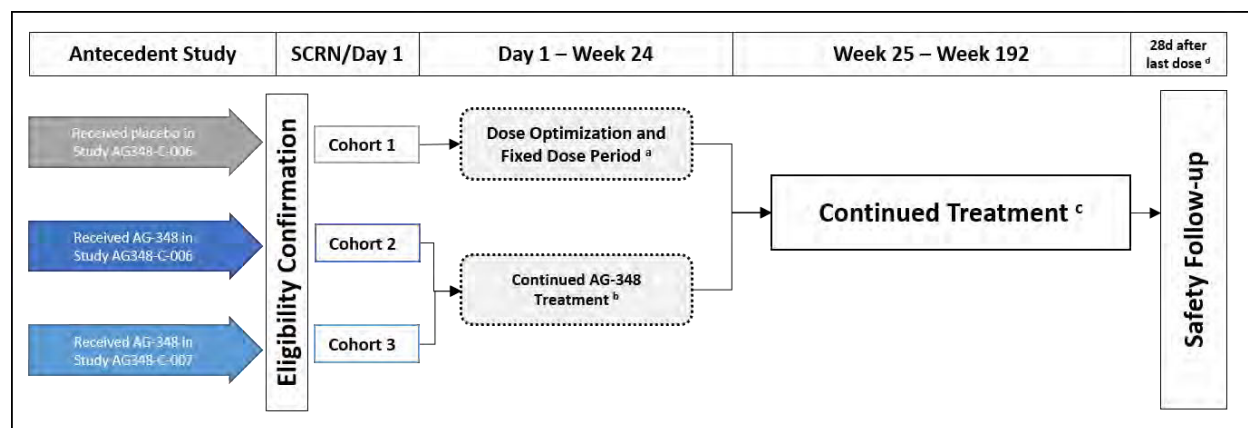 Antecedent Study
SCRN/Day 1
Day 1 – Week 24
Week 25 – Week 192
28d after
last dose d
Received placebo in
Study AG348-C-006
Eligibility Confirmation
Cohort 1
Dose Optimization and
Fixed Dose Period a
Received AG-348 in
Study AG348-C-006
Cohort 2
Continued AG-348
Treatment b
Received AG-348 in
Study AG348-C-007
Cohort 3
Continued Treatment c
Safety Follow-up